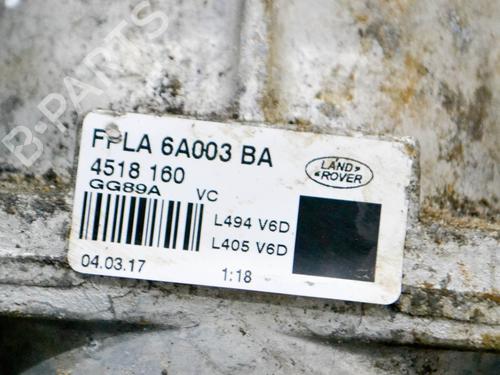 FPLA 6A003 BA
4518 160
GG89A VC
LAND
ROVER
L494 V6D
L405 V6D
04.03.17
1:18
B-PARTS